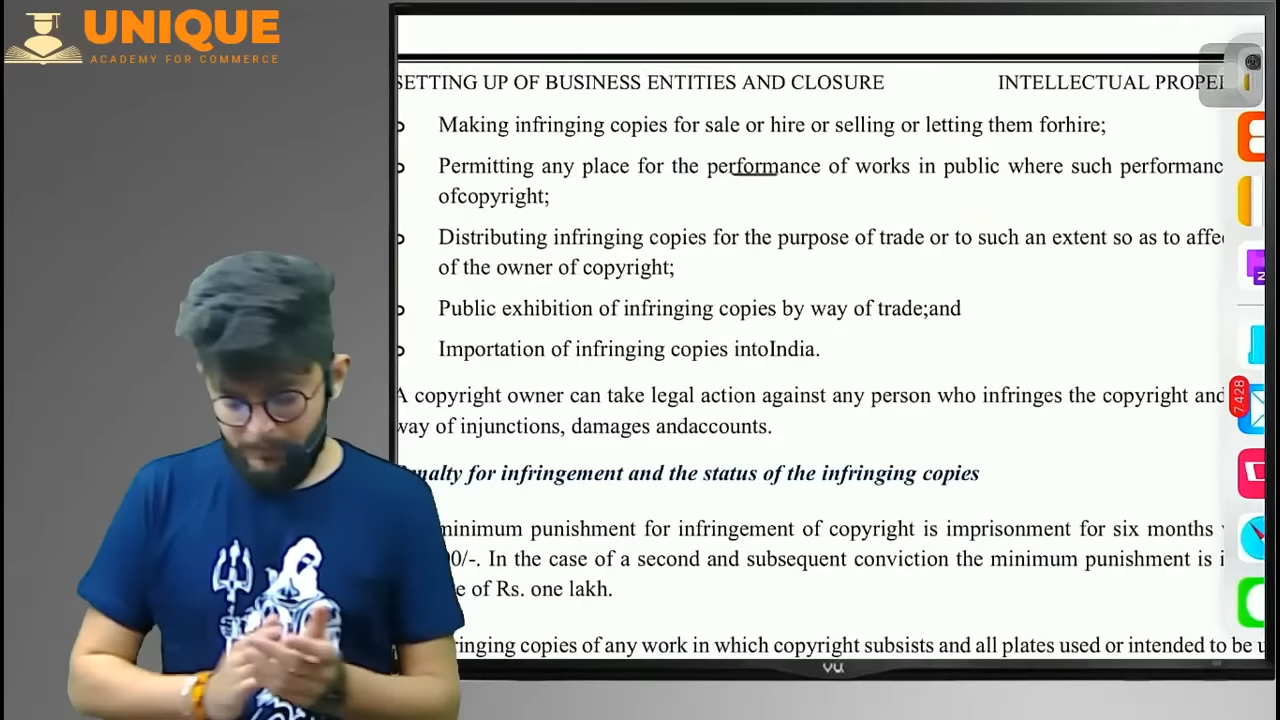 UNIQUE
ACADEMY FOR COMMERCE
SETTING UP OF BUSINESS ENTITIES AND CLOSURE INTELLECTUAL PROPE
Making infringing copies for sale or hire or selling or letting them forhire;
Permitting any place for the performance of works in public where such performanc
ofcopyright;
Distributing infringing copies for the purpose of trade or to such an extent so as to affe
of the owner of copyright;
Public exhibition of infringing copies by way of trade;and
Importation of infringing copies intoIndia.
A copyright owner can take legal action against any person who infringes the copyright and
way of injunctions, damages andaccounts.
nalty for infringement and the status of the infringing copies
minimum punishment for infringement of copyright is imprisonment for six months
00/-. In the case of a second and subsequent conviction the minimum punishment is i
e of Rs. one lakh.
ringing copies of any work in which copyright subsists and all plates used or intended to be u
7.428
N
vu